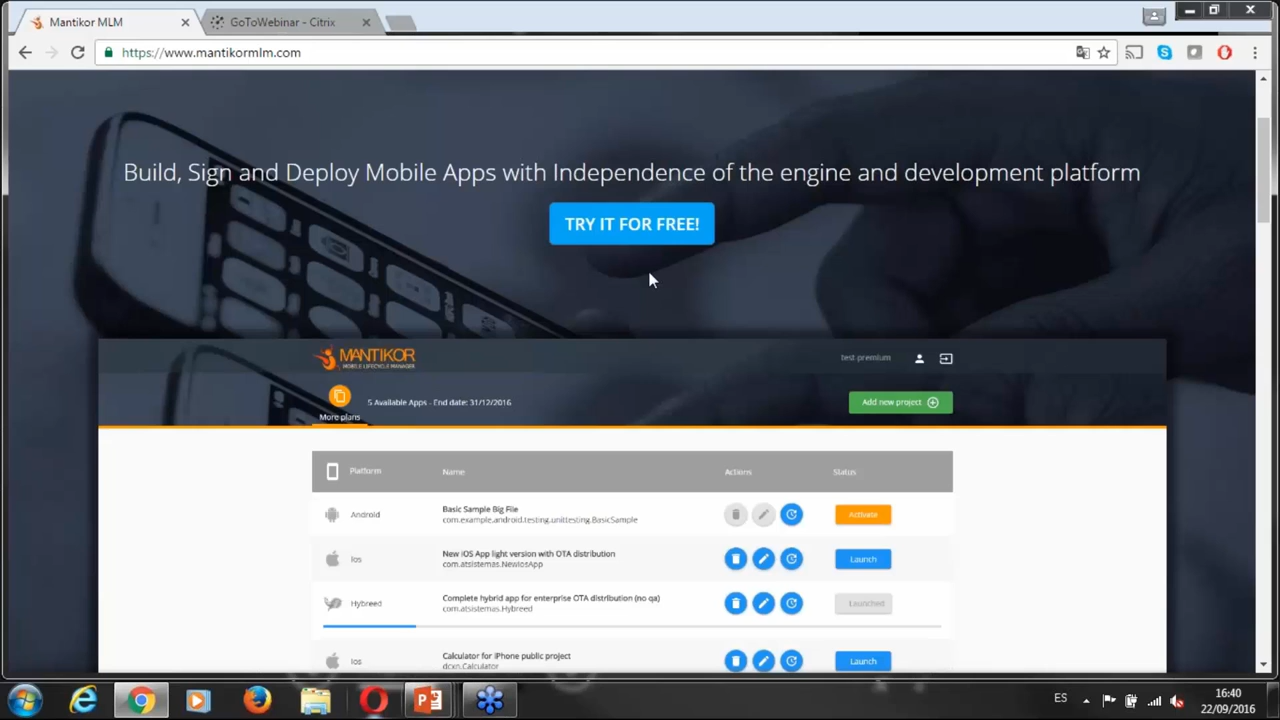 Mantikor MLM
GoToWebinar - Citrix
https://www.mantikormlm.com
Build, Sign and Deploy Mobile Apps with Independence of the engine and development platform
TRY IT FOR FREE!
MANTIKOR
MOBILE LIFECYCLE MANAGER
test premium
More plans
5 Available Apps - End date: 31/12/2016
Add new project
Platform Name Actions Status
Android
Basic Sample Big File
com.example.android.testing.unittesting.BasicSample
Activate
Ios
New iOS App light version with OTA distribution
com.atsistemas.NewIosApp
Launch
Hybreed
Complete hybrid app for enterprise OTA distribution (no qa)
com.atsistemas.Hybreed
Launched
Ios
Calculator for iPhone public project
dcxn.Calculator
Launch
ES
16:40
22/09/2016